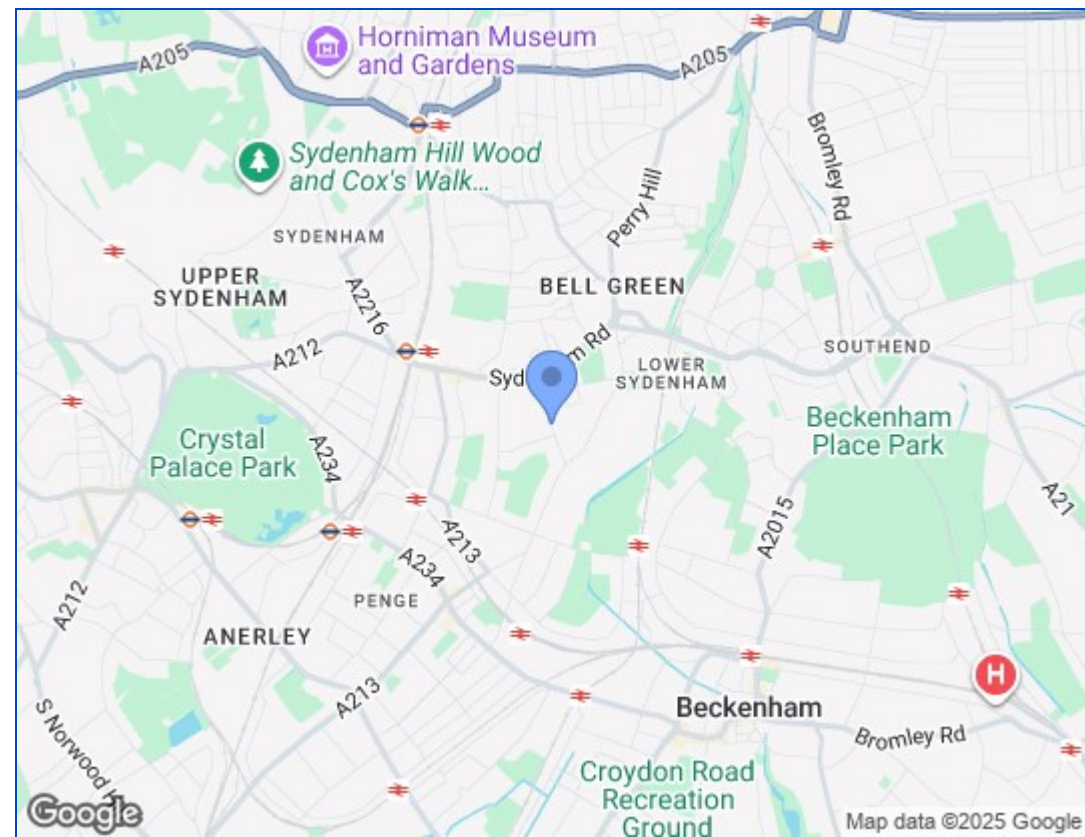 Horniman Museum
and Gardens
A205
A205
Sydenham Hill Wood
and Cox's Walk...
Bromley Rd
Perry Hill
SYDENHAM
UPPER
SYDENHAM
BELL GREEN
A2216
A212
SOUTHEND
LOWER
SYDENHAM
Beckenham
Place Park
Crystal
Palace Park
A234
A21
A213
A2015
A234
A212
PENGE
ANERLEY
A213
H
Beckenham
Bromley Rd
S Norwood
Croydon Road
Recreation
Ground
Google
Map data ©2025 Google